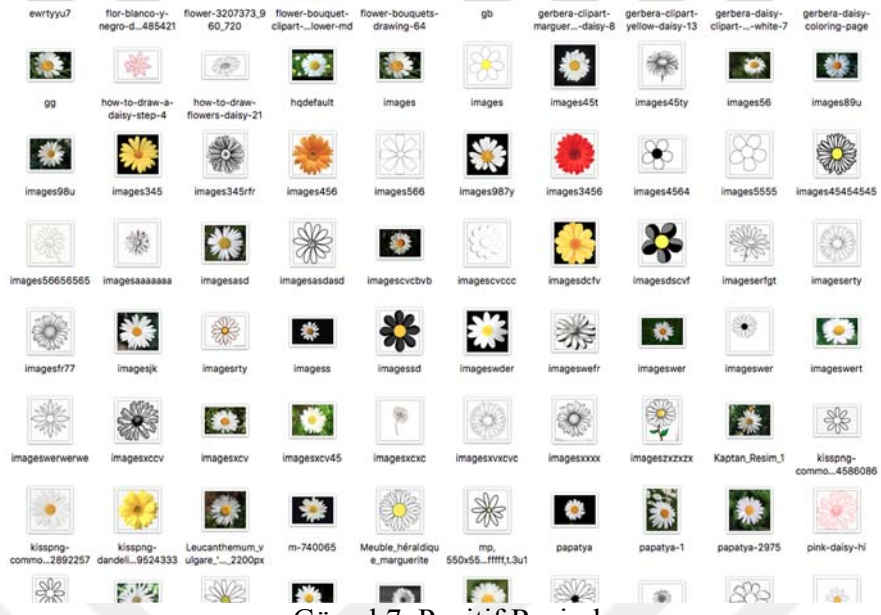 ewrtyyu7 flor-blanco-y- flower-3207373_9 flower-bouquet- flower-bouquets- gb gerbera-clipart- gerbera-clipart- gerbera-daisy- gerbera-daisy-
negro-d...485421 60_720 clipart-...lower-md drawing-64 marguer...-daisy-8 yellow-daisy-13 clipart-...-white-7 coloring-page
gg how-to-draw-a- how-to-draw- hqdefault images images images45t images45ty images56 images89u
daisy-step-4 flowers-daisy-21
images98u images345 images345rfr images456 images566 images987y images3456 images4564 images5555 images45454545
images56656565 imagesaaaaaaa imagesasd imagesasdasd imagescvcbvb imagescvccc imagesdcfv imagesdscvf imageserfgt imageserty
imagesfr77 imagesjk imagesrty imagess imagessd imageswder imageswefr imageswer imageswer imageswert
imageswerwerwe imagesxccv imagesxcv imagesxcv45 imagesxcxc imagesxvxcvc imagesxxxx imageszxzxzx Kaptan_Resim_1 kisspng-
commo...4586086
kisspng- kisspng- Leucanthemum_v m-740065 Meuble_héraldiqu mp, papatya papatya-1 papatya-2975 pink-daisy-hi
commo...2892257 dandeli...9524333 ulgare_'..._2200px e_marguerite 550x55...fffff,t.3u1